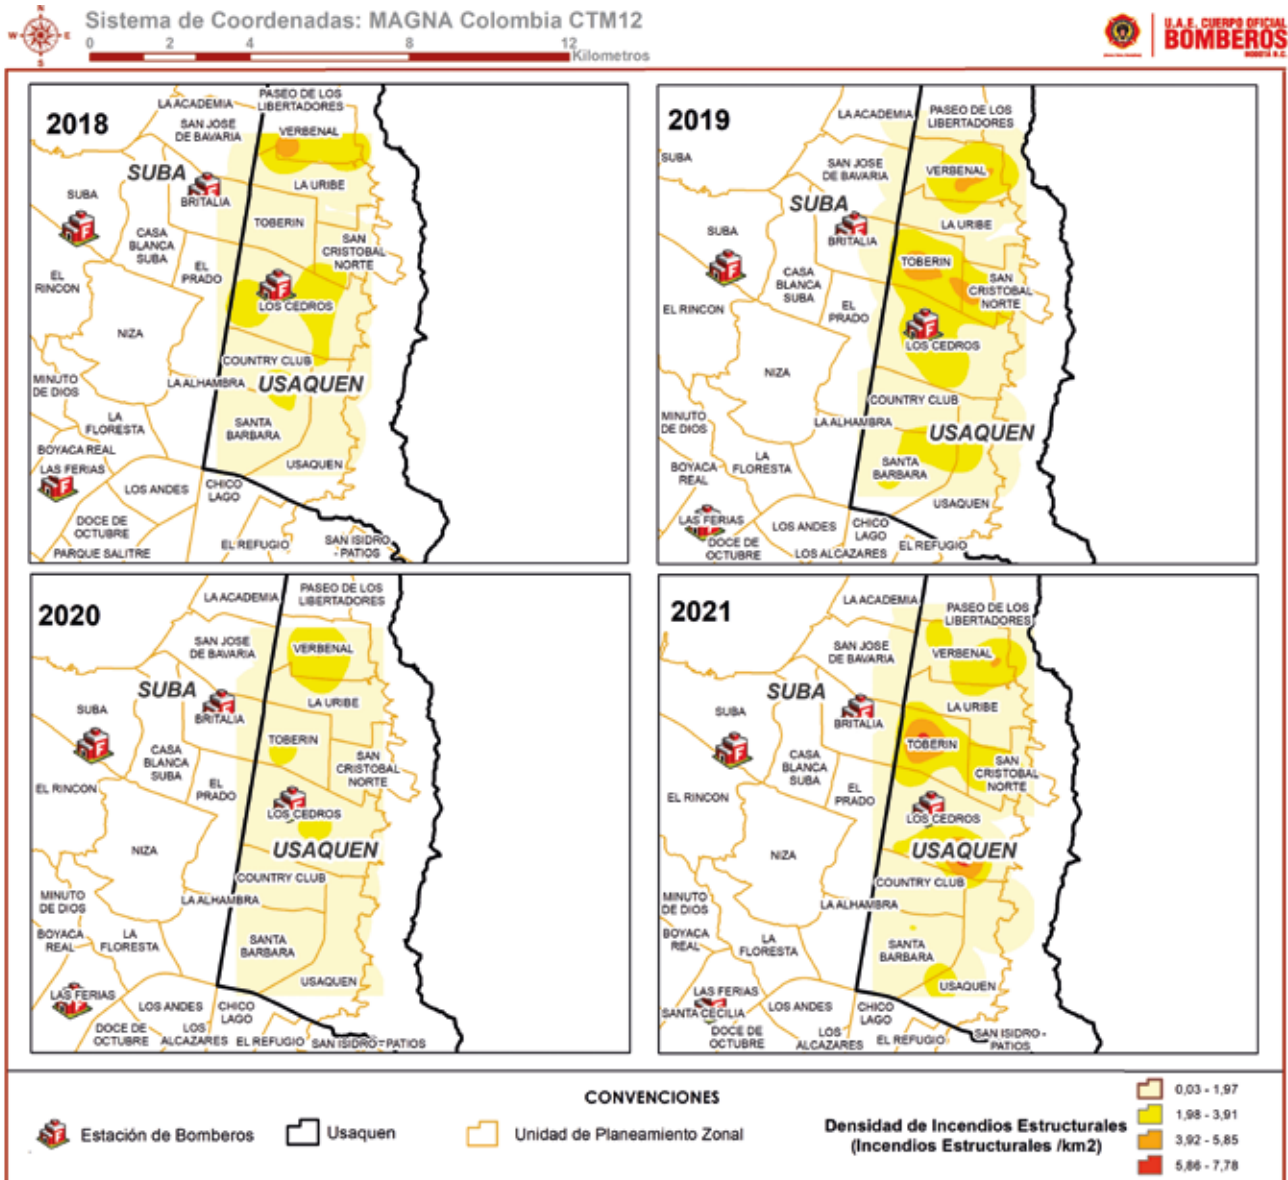 N
O
E
S
Sistema de Coordenadas: MAGNA Colombia CTM12
0 2 4 8 12
Kilometros
U.A.E. CUERPO OFICIAL
BOMBEROS
BOGOTÁ D.C.
2018
LA ACADEMIA
PASEO DE LOS
LIBERTADORES
SAN JOSE
DE BAVARIA
VERBENAL
SUBA
SUBA
BRITALIA
LA URIBE
CASA
BLANCA
SUBA
TOBERIN
SAN
CRISTOBAL
NORTE
EL
RINCON
EL
PRADO
LOS CEDROS
NIZA
COUNTRY CLUB
MINUTO
DE DIOS
LA ALHAMBRA
USAQUEN
LA
FLORESTA
SANTA
BARBARA
BOYACA REAL
LAS FERIAS
USAQUEN
LOS ANDES
CHICO
LAGO
DOCE DE
OCTUBRE
EL REFUGIO
SAN ISIDRO
PATIOS
PARQUE SALITRE
2019
LA ACADEMIA
PASEO DE LOS
LIBERTADORES
SUBA
SAN JOSE
DE BAVARIA
VERBENAL
SUBA
SUBA
BRITALIA
LA URIBE
TOBERIN
CASA
BLANCA
SUBA
SAN
CRISTOBAL
NORTE
EL RINCON
EL
PRADO
LOS CEDROS
NIZA
COUNTRY CLUB
MINUTO
DE DIOS
LA ALHAMBRA
USAQUEN
LA
FLORESTA
BOYACA
REAL
SANTA
BARBARA
USAQUEN
LAS FERIAS
LOS ANDES
CHICO
LAGO
DOCE DE
OCTUBRE
LOS ALCAZARES
EL REFUGIO
2020
LA ACADEMIA
PASEO DE LOS
LIBERTADORES
SAN JOSE
DE BAVARIA
VERBENAL
SUBA
SUBA
BRITALIA
LA URIBE
TOBERIN
CASA
BLANCA
SUBA
SAN
CRISTOBAL
NORTE
EL RINCON
EL
PRADO
LOS CEDROS
NIZA
USAQUEN
COUNTRY CLUB
MINUTO
DE DIOS
LA ALHAMBRA
BOYACA
REAL
LA
FLORESTA
SANTA
BARBARA
USAQUEN
LAS FERIAS
LOS ANDES
CHICO
LAGO
DOCE DE
OCTUBRE
LOS
ALCAZARES
EL REFUGIO
SAN ISIDRO - PATIOS
2021
LA ACADEMIA
PASEO DE LOS
LIBERTADORES
SAN JOSE
DE BAVARIA
VERBENAL
SUBA
SUBA
BRITALIA
LA URIBE
TOBERIN
CASA
BLANCA
SUBA
SAN
CRISTOBAL
NORTE
EL RINCON
EL
PRADO
LOS CEDROS
NIZA
USAQUEN
COUNTRY CLUB
MINUTO
DE DIOS
LA ALHAMBRA
BOYACA
REAL
LA
FLORESTA
SANTA
BARBARA
USAQUEN
LAS FERIAS
SANTA CECILIA
LOS ANDES
CHICO
LAGO
DOCE DE
OCTUBRE
LOS
ALCAZARES
EL REFUGIO
SAN ISIDRO -
PATIOS
CONVENCIONES
Estación de Bomberos
Usaquen
Unidad de Planeamiento Zonal
Densidad de Incendios Estructurales
(Incendios Estructurales /km2)
0,03 - 1,97
1,98 - 3,91
3,92 - 5,85
5,86 - 7,78